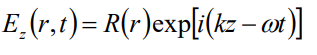 E_z(r,t) = R(r)exp[i(kz − ωt)]